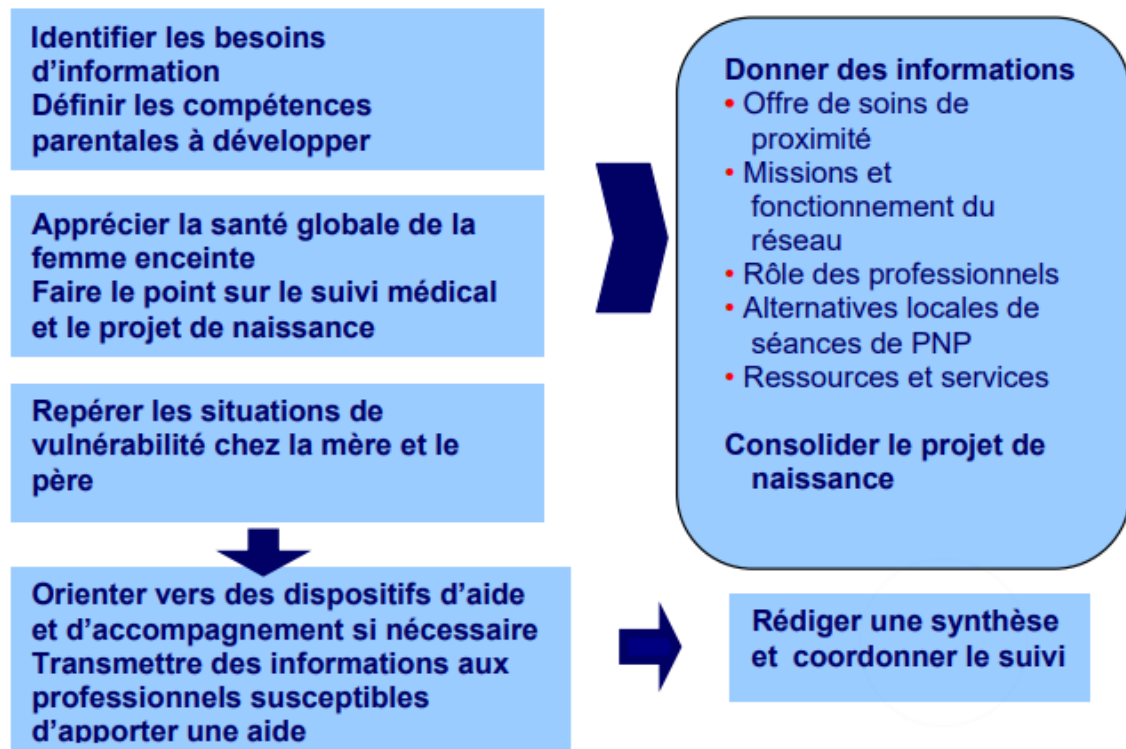 Identifier les besoins
d’information
Définir les compétences
parentales à développer
Apprécier la santé globale de la
femme enceinte
Faire le point sur le suivi médical
et le projet de naissance
Repérer les situations de
vulnérabilité chez la mère et le
père
Orienter vers des dispositifs d’aide
et d’accompagnement si nécessaire
Transmettre des informations aux
professionnels susceptibles
d’apporter une aide
Donner des informations
• Offre de soins de
proximité
• Missions et
fonctionnement du
réseau
• Rôle des professionnels
• Alternatives locales de
séances de PNP
• Ressources et services
Consolider le projet de
naissance
Rédiger une synthèse
et coordonner le suivi